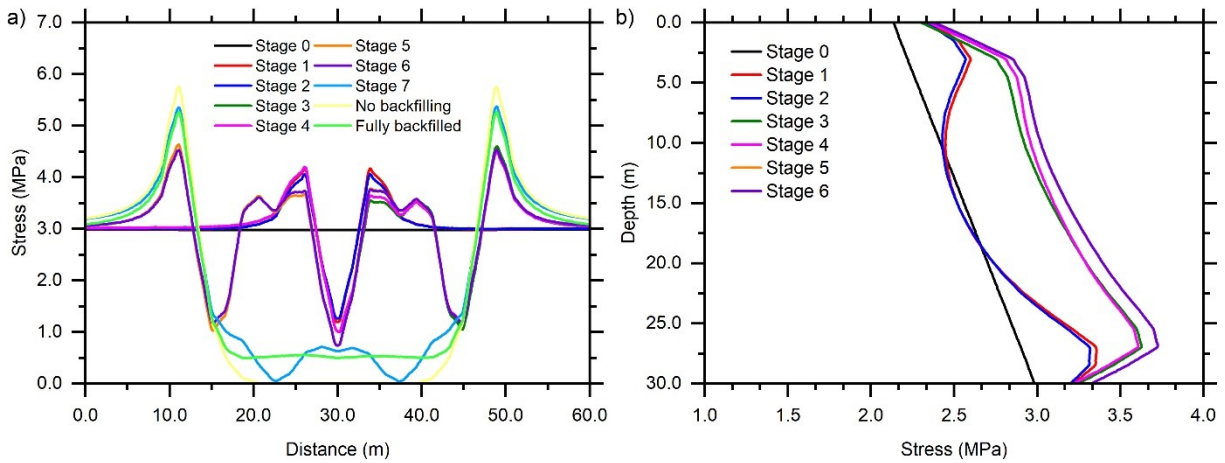 a)
7.0
6.0
5.0
4.0
3.0
2.0
1.0
0.0
Stress (MPa)
Stage 0
Stage 5
Stage 1
Stage 6
Stage 2
Stage 7
Stage 3
No backfilling
Stage 4
Fully backfilled
0.0 10.0 20.0 30.0 40.0 50.0 60.0
Distance (m)
b)
0.0
5.0
10.0
15.0
20.0
25.0
30.0
Depth (m)
Stage 0
Stage 1
Stage 2
Stage 3
Stage 4
Stage 5
Stage 6
1.0 1.5 2.0 2.5 3.0 3.5 4.0
Stress (MPa)